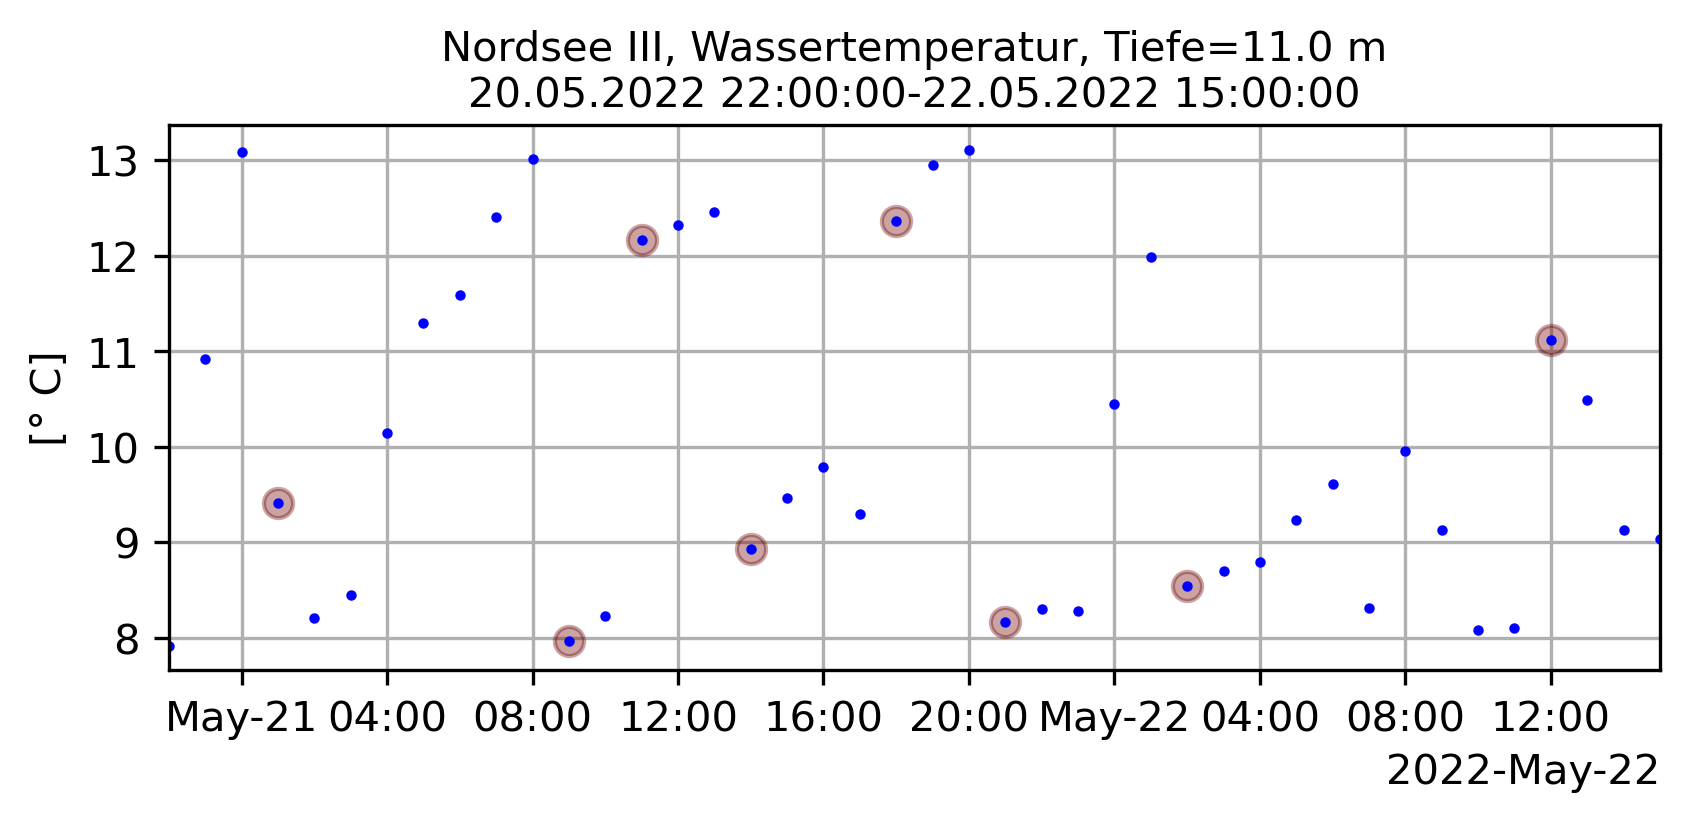 Nordsee III, Wassertemperatur, Tiefe=11.0 m
20.05.2022 22:00:00-22.05.2022 15:00:00
13
12
11
10
9
8
[° C]
May-21 04:00 08:00 12:00 16:00 20:00 May-22 04:00 08:00 12:00
2022-May-22